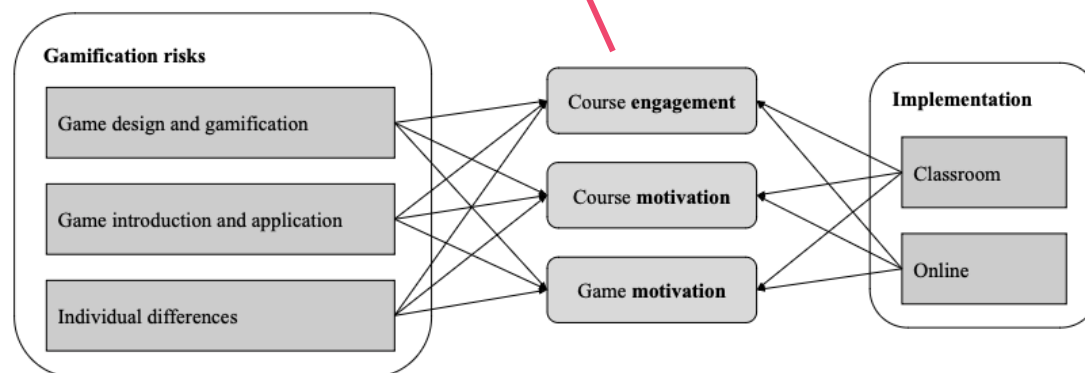 Gamification risks
Game design and gamification
Game introduction and application
Individual differences
Course engagement
Course motivation
Game motivation
Implementation
Classroom
Online